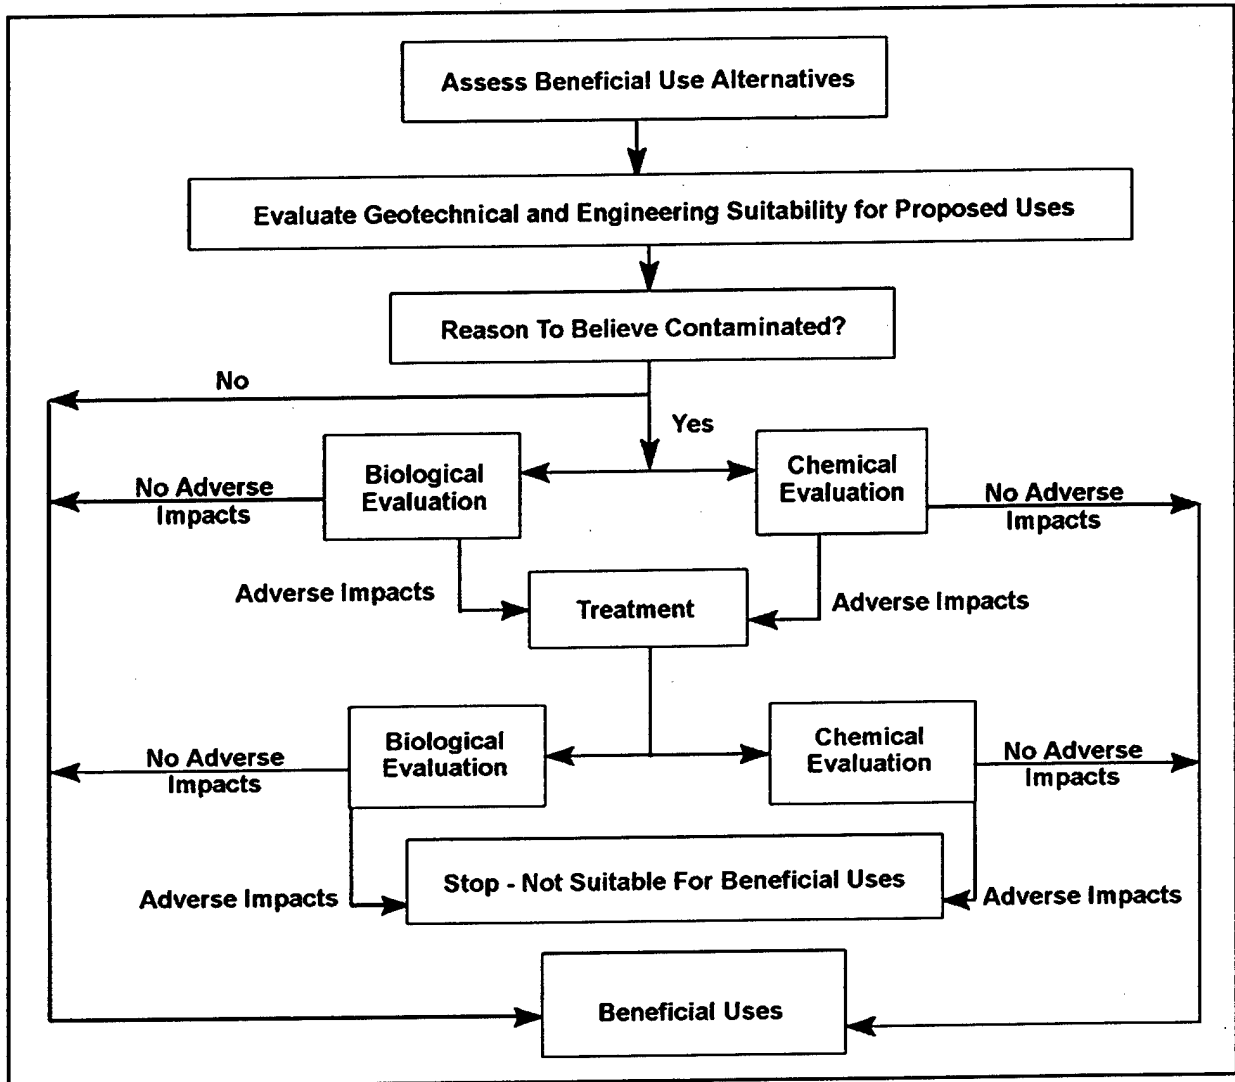 Assess Beneficial Use Alternatives
Evaluate Geotechnical and Engineering Suitability for Proposed Uses
Reason To Believe Contaminated?
No
Yes
Biological
Evaluation
Chemical
Evaluation
No Adverse
Impacts
No Adverse
Impacts
Adverse Impacts
Treatment
Adverse Impacts
Biological
Evaluation
Chemical
Evaluation
No Adverse
Impacts
No Adverse
Impacts
Stop - Not Suitable For Beneficial Uses
Adverse Impacts
Adverse Impacts
Beneficial Uses